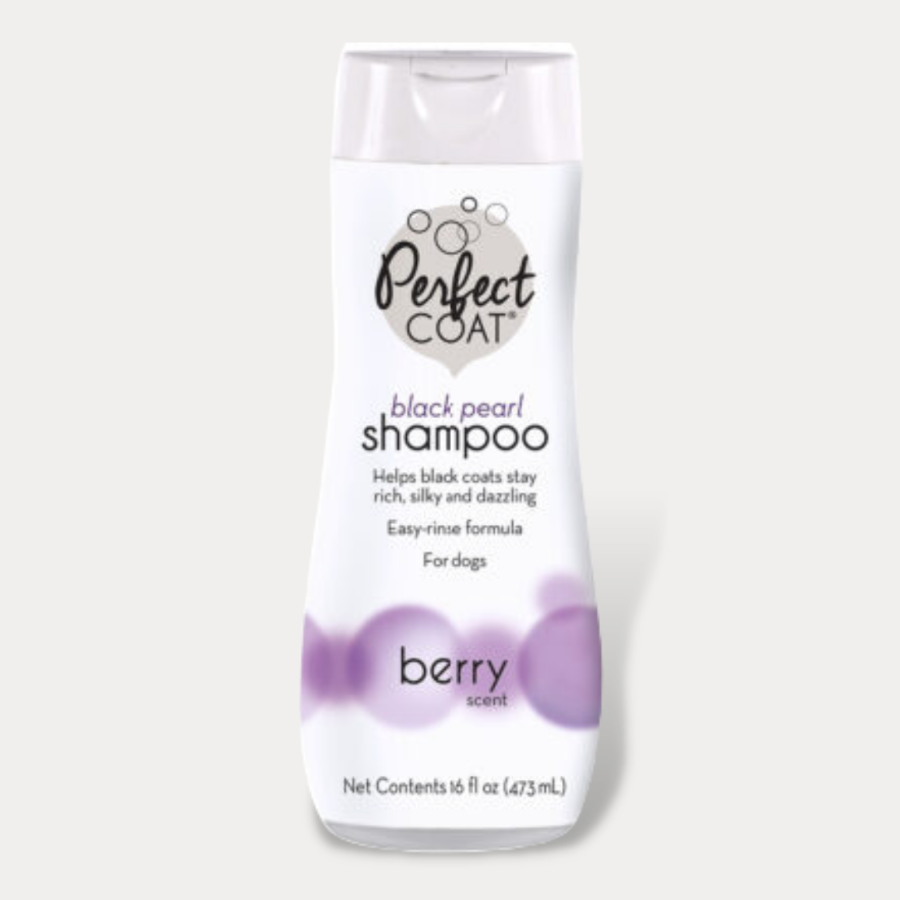 Perfect
COAT®
black pearl
shampoo
Helps black coats stay
rich, silky and dazzling
Easy-rinse formula
For dogs
berry
scent
Net Contents 16 fl oz (473 mL)